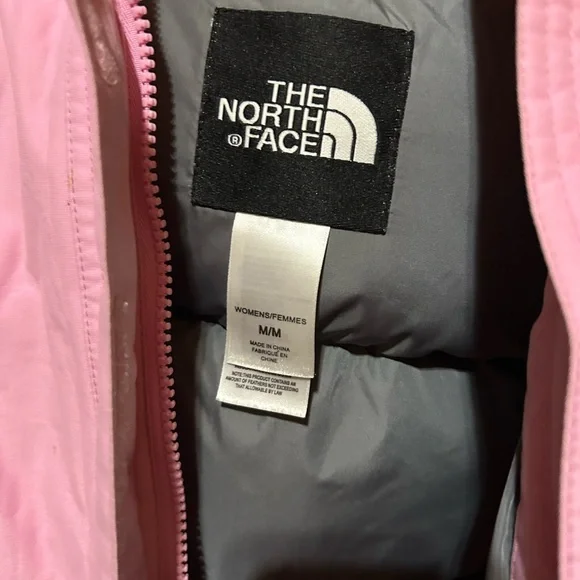 THE
NORTH
® FACE
WOMENS/FEMMES
M/M
MADE IN CHINA
FABRIQUE EN
CHINE
NOTE: THIS PRODUCT CONTAINS AN
AMOUNT OF FEATHERS NOT EXCEEDING
THAT ALLOWABLE BY LAW